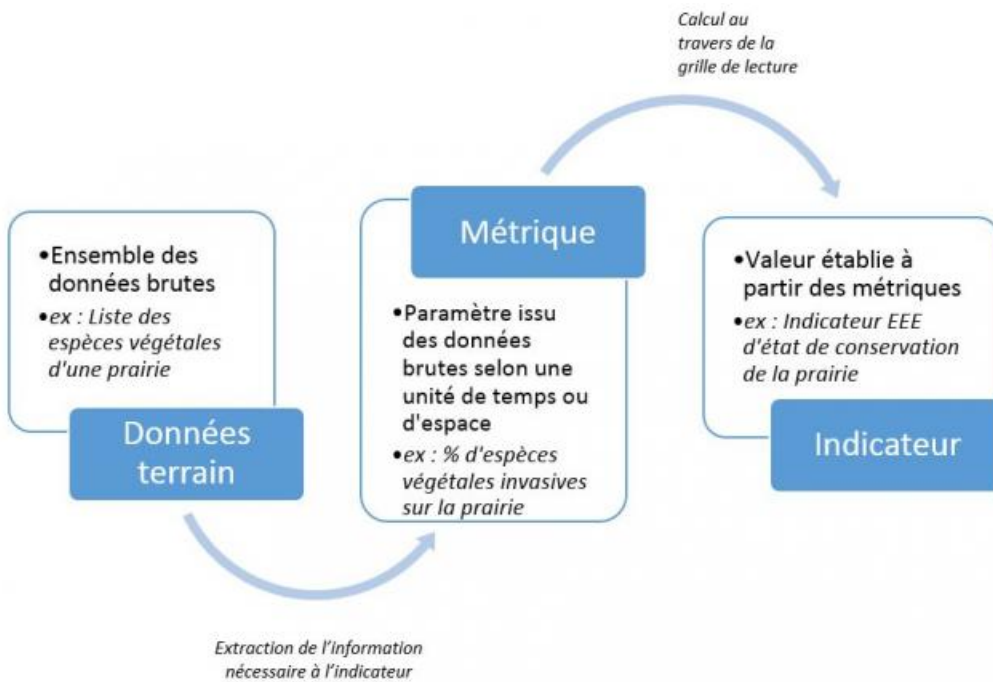 •Ensemble des
données brutes
•ex : Liste des
espèces végétales
d'une prairie
Données
terrain
Extraction de l'information
nécessaire à l'indicateur
Métrique
•Paramètre issu
des données
brutes selon une
unité de temps ou
d'espace
•ex : % d'espèces
végétales invasives
sur la prairie
Calcul au
travers de la
grille de lecture
•Valeur établie à
partir des métriques
•ex : Indicateur EEE
d'état de conservation
de la prairie
Indicateur